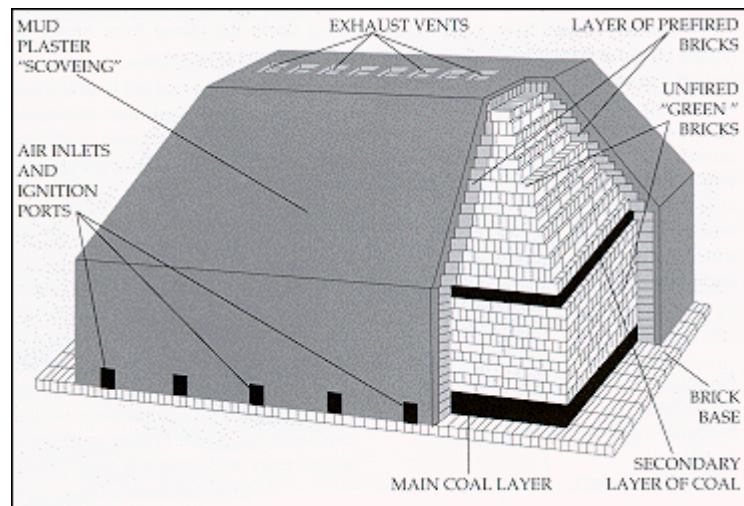 MUD
PLASTER
"SCOVEING"
EXHAUST VENTS
LAYER OF PREFIRED
BRICKS
UNFIRED
"GREEN "
BRICKS
AIR INLETS
AND
IGNITION
PORTS
BRICK
BASE
MAIN COAL LAYER
SECONDARY
LAYER OF COAL